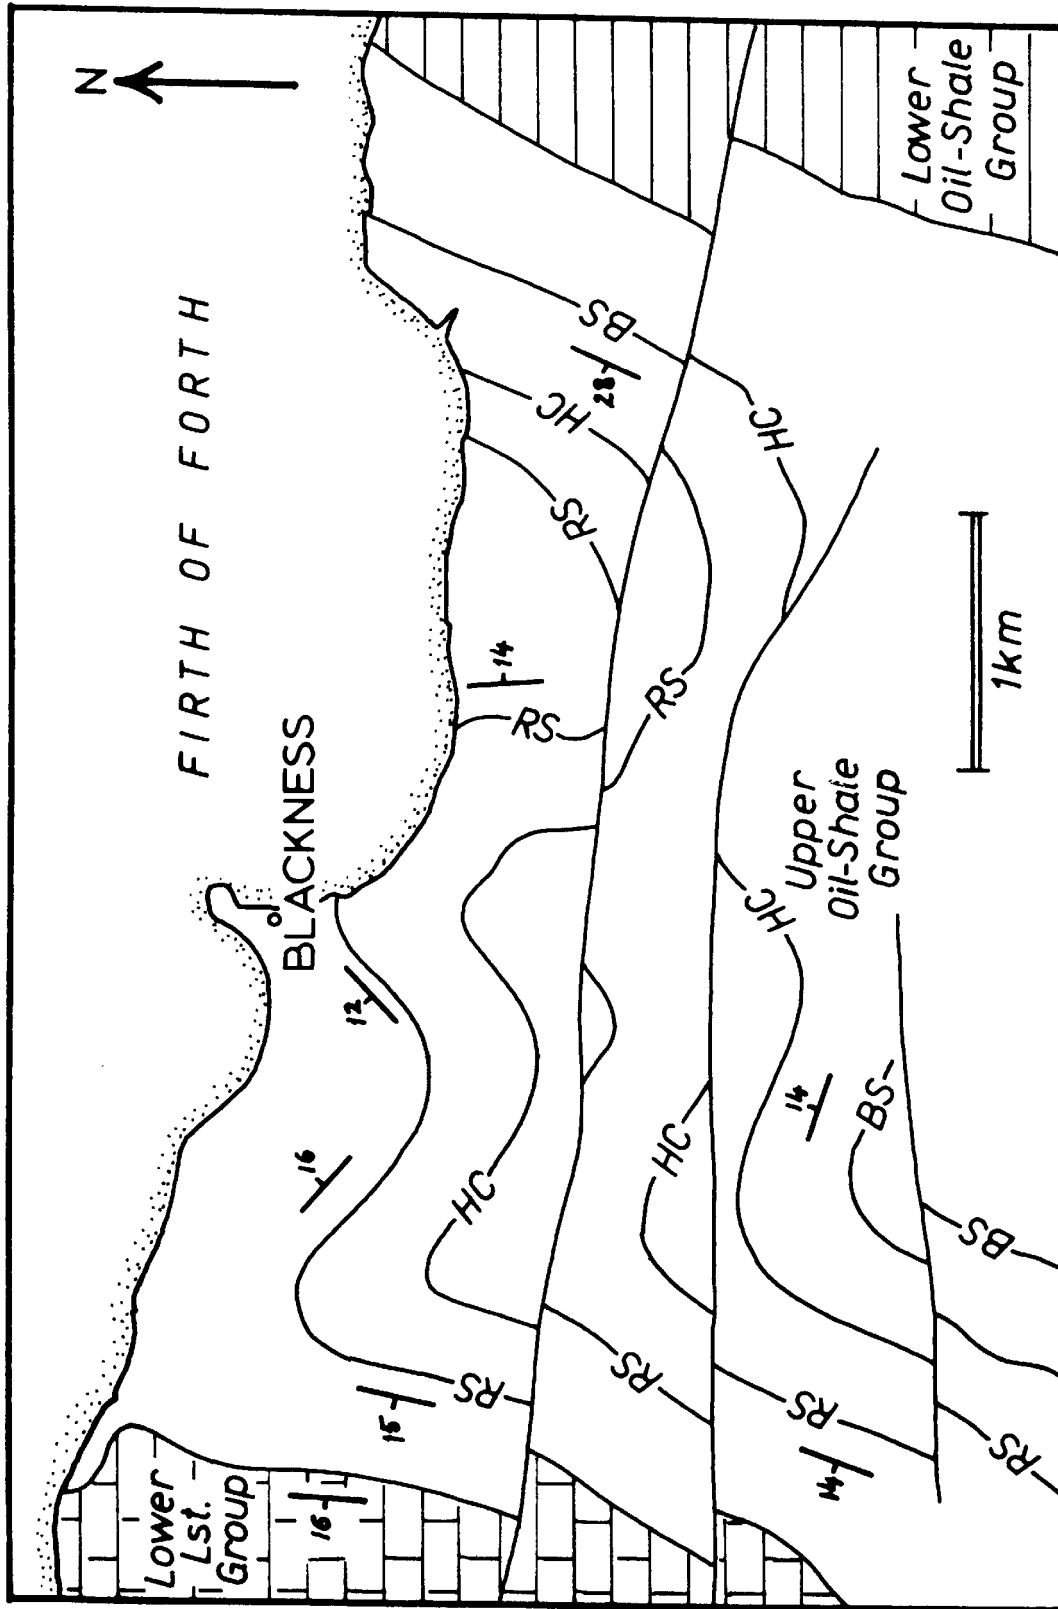 N
FIRTH OF FORTH
BLACKNESS
Lower
Lst.
Group
16
15
16
12
14
28
RS
HC
RS
RS
HC
BS
RS
HC
RS
HC
RS
HC
14
14
BS
BS
RS
Upper
Oil-Shale
Group
Lower
Oil-Shale
Group
1km